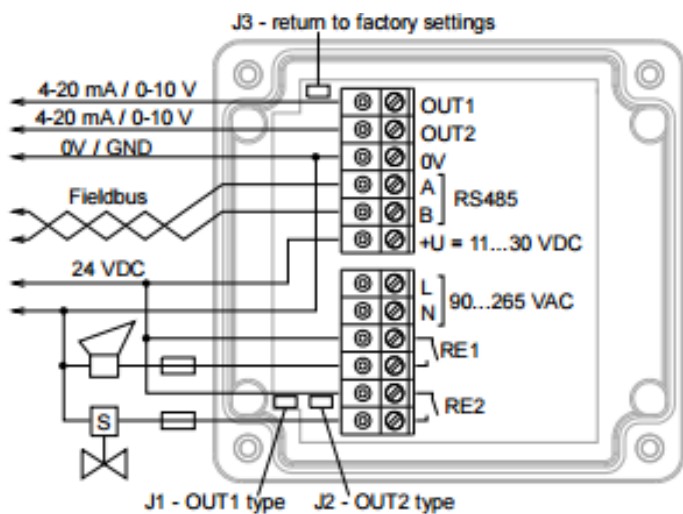 J3 - return to factory settings
4-20 mA / 0-10 V
OUT1
4-20 mA / 0-10 V
OUT2
0V / GND
0V
Fieldbus
A
B
RS485
+U = 11...30 VDC
24 VDC
L
N
90...265 VAC
RE1
RE2
S
J1 - OUT1 type
J2 - OUT2 type